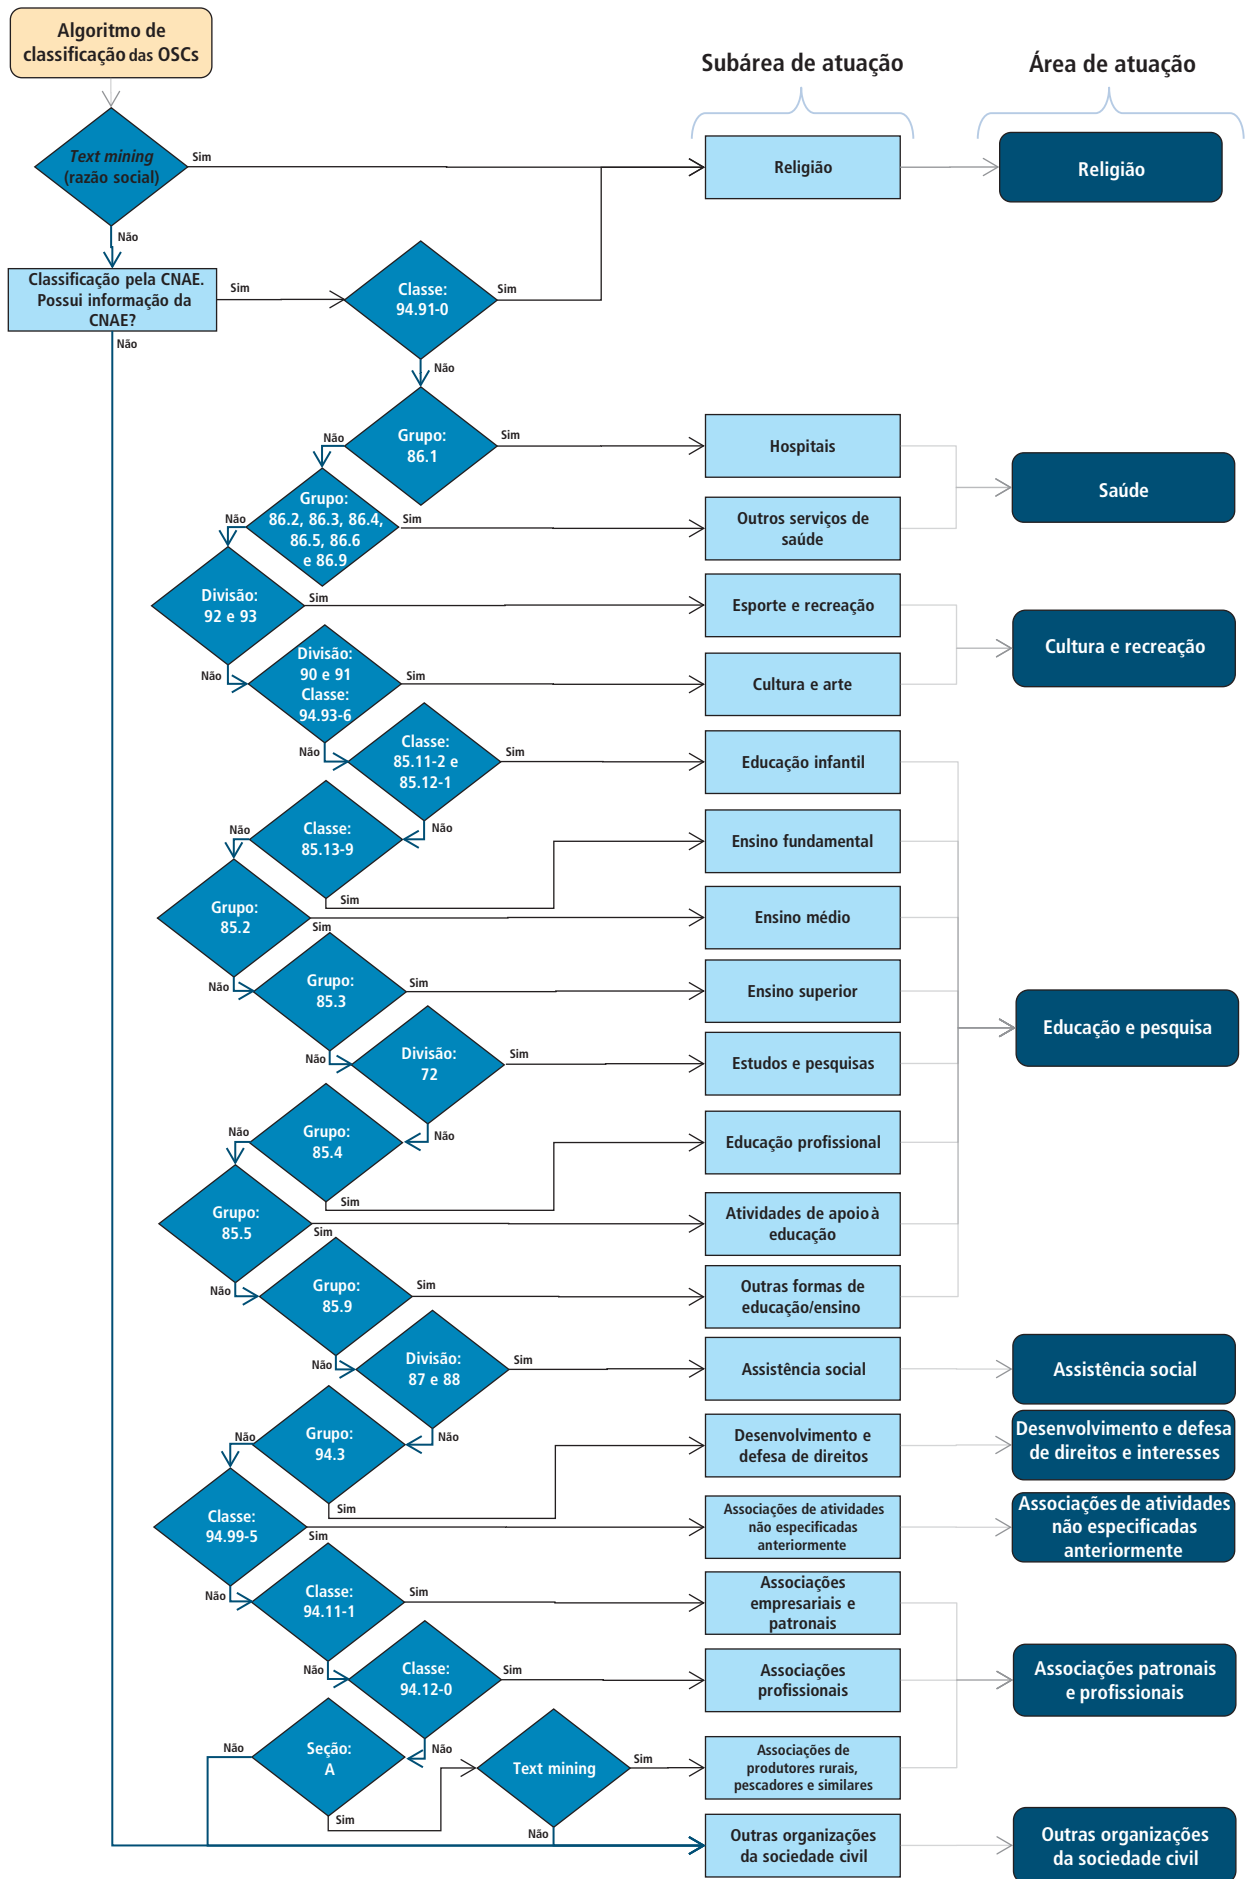 Algoritmo de
classificação das OSCs
Subárea de atuação
Área de atuação
Text mining
(razão social)
Sim
Não
Religião
Religião
Classificação pela CNAE.
Possui informação da
CNAE?
Sim
Não
Classe:
94.91-0
Sim
Não
Grupo:
86.1
Sim
Não
Hospitais
Saúde
Grupo:
86.2, 86.3, 86.4,
86.5, 86.6
e 86.9
Sim
Não
Outros serviços de
saúde
Divisão:
92 e 93
Sim
Não
Esporte e recreação
Cultura e recreação
Divisão:
90 e 91
Classe:
94.93-6
Sim
Não
Cultura e arte
Classe:
85.11-2 e
85.12-1
Sim
Não
Educação infantil
Classe:
85.13-9
Não
Sim
Ensino fundamental
Grupo:
85.2
Sim
Não
Ensino médio
Grupo:
85.3
Sim
Não
Ensino superior
Educação e pesquisa
Divisão:
72
Sim
Não
Estudos e pesquisas
Grupo:
85.4
Não
Sim
Educação profissional
Grupo:
85.5
Sim
Não
Atividades de apoio à
educação
Grupo:
85.9
Sim
Não
Outras formas de
educação/ensino
Divisão:
87 e 88
Sim
Não
Assistência social
Assistência social
Grupo:
94.3
Não
Sim
Desenvolvimento e
defesa de direitos
Desenvolvimento e defesa
de direitos e interesses
Classe:
94.99-5
Sim
Não
Associações de atividades
não especificadas
anteriormente
Associações de atividades
não especificadas
anteriormente
Classe:
94.11-1
Sim
Não
Associações
empresariais e
patronais
Classe:
94.12-0
Sim
Não
Associações
profissionais
Associações patronais
e profissionais
Seção:
A
Não
Sim
Text mining
Sim
Não
Associações de
produtores rurais,
pescadores e similares
Outras organizações
da sociedade civil
Outras organizações
da sociedade civil